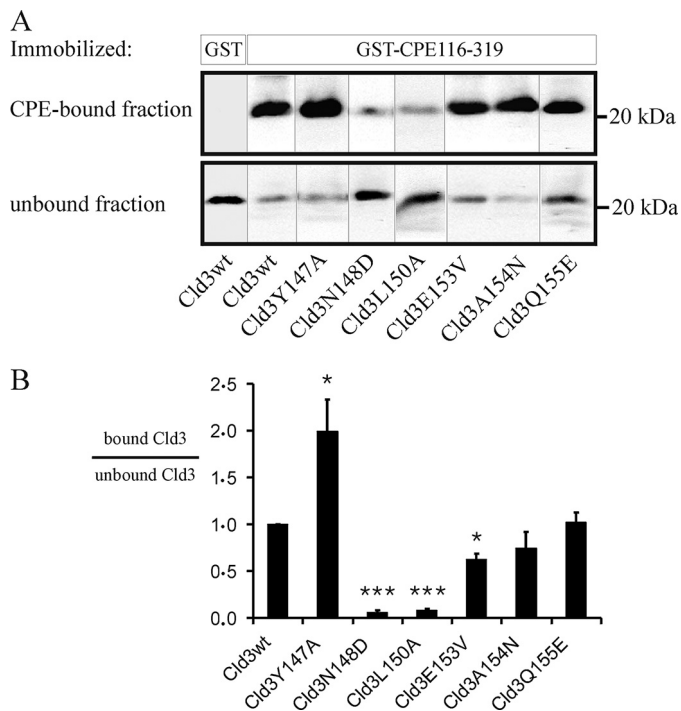 A
Immobilized:
GST
GST-CPE116-319
CPE-bound fraction
20 kDa
unbound fraction
20 kDa
Cld3wt
Cld3wt
Cld3Y147A
Cld3N148D
Cld3L150A
Cld3E153V
Cld3A154N
Cld3Q155E
B
bound Cld3
unbound Cld3
2·5
2·0
1·5
1·0
0·5
0.0
*
***
***
*
Cld3wt
Cld3Y147A
Cld3N148D
Cld3L150A
Cld3E153V
Cld3A154N
Cld3Q155E